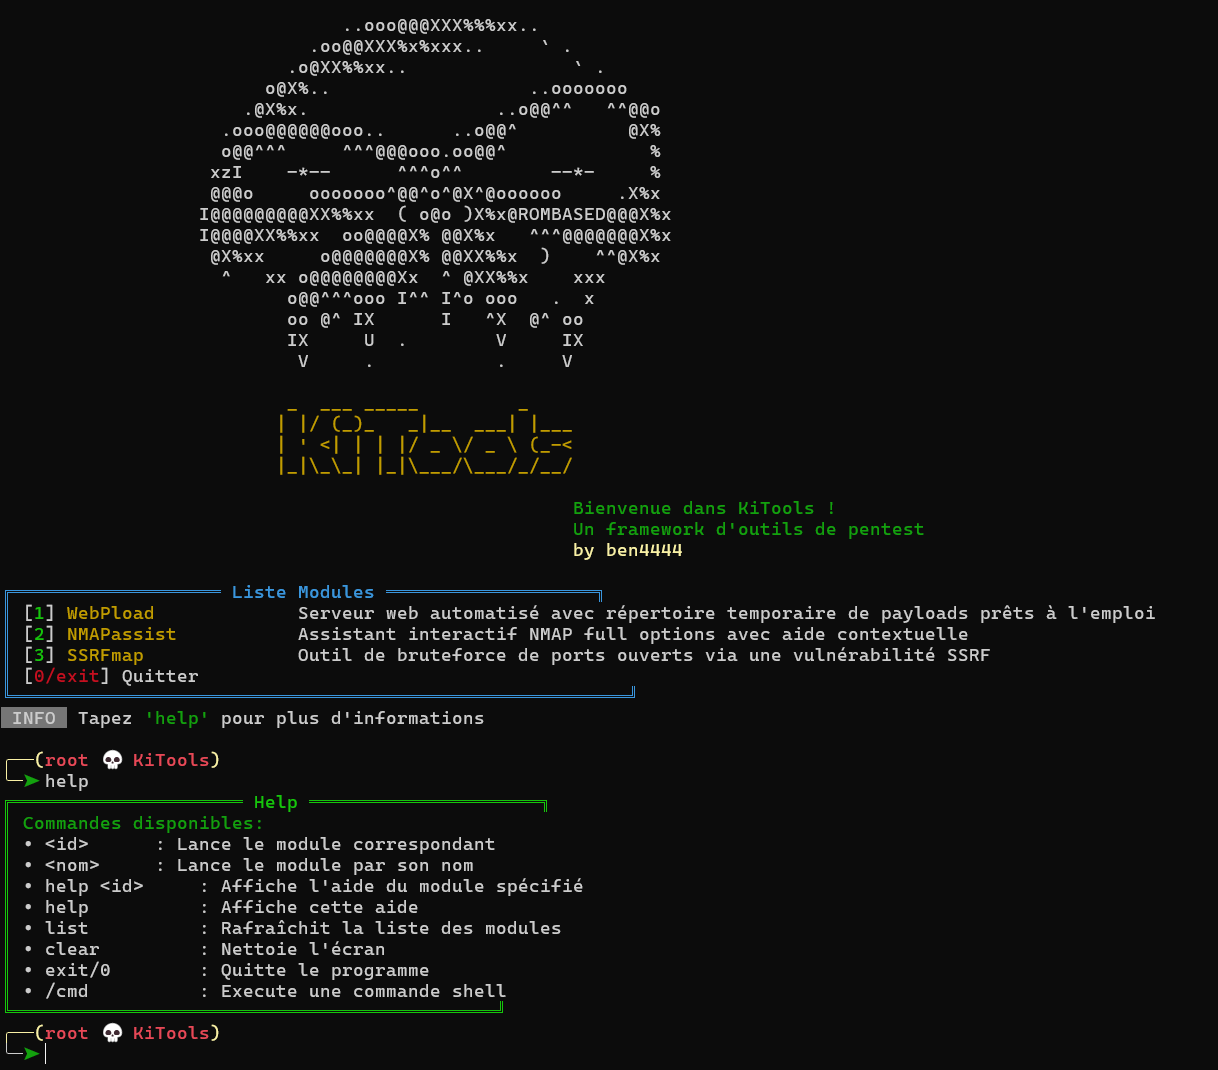 ..ooo@@@XXX%%%xx..
.oo@@XXX%x%xxx..     ` .
.o@XX%%xx..               ` .
o@X%..                  ..ooooooo
.@X%x.                 ..o@@^^   ^^@@o
.ooo@@@@@@ooo..      ..o@@^          @X%
o@@^^^     ^^^@@@ooo.oo@@^             %
xzI    -*--      ^^^o^^        --*-     %
@@@o     ooooooo^@@^o^@X^@oooooo     .X%x
I@@@@@@@@@XX%%xx  ( o@o )X%x@ROMBASED@@@X%x
I@@@@XX%%xx  oo@@@@X% @@X%x   ^^^@@@@@@@X%x
@X%xx     o@@@@@@@X% @@XX%%x  )    ^^@X%x
^   xx o@@@@@@@@Xx  ^ @XX%%x    xxx
o@@^^^ooo I^^ I^o ooo   .  x
oo @^ IX      I   ^X  @^ oo
IX     U  .        V     IX
V     .           .     V
KiTools
Bienvenue dans KiTools !
Un framework d'outils de pentest
by ben4444
Liste Modules
[1] WebPload             Serveur web automatisé avec répertoire temporaire de payloads prêts à l'emploi
[2] NMAPassist           Assistant interactif NMAP full options avec aide contextuelle
[3] SSRFmap              Outil de bruteforce de ports ouverts via une vulnérabilité SSRF
[0/exit] Quitter
INFO  Tapez 'help' pour plus d'informations
(root 💀 KiTools)
➤ help
Help
Commandes disponibles:
• <id>      : Lance le module correspondant
• <nom>     : Lance le module par son nom
• help <id>     : Affiche l'aide du module spécifié
• help          : Affiche cette aide
• list          : Rafraîchit la liste des modules
• clear         : Nettoie l'écran
• exit/0        : Quitte le programme
• /cmd          : Execute une commande shell
(root 💀 KiTools)
➤